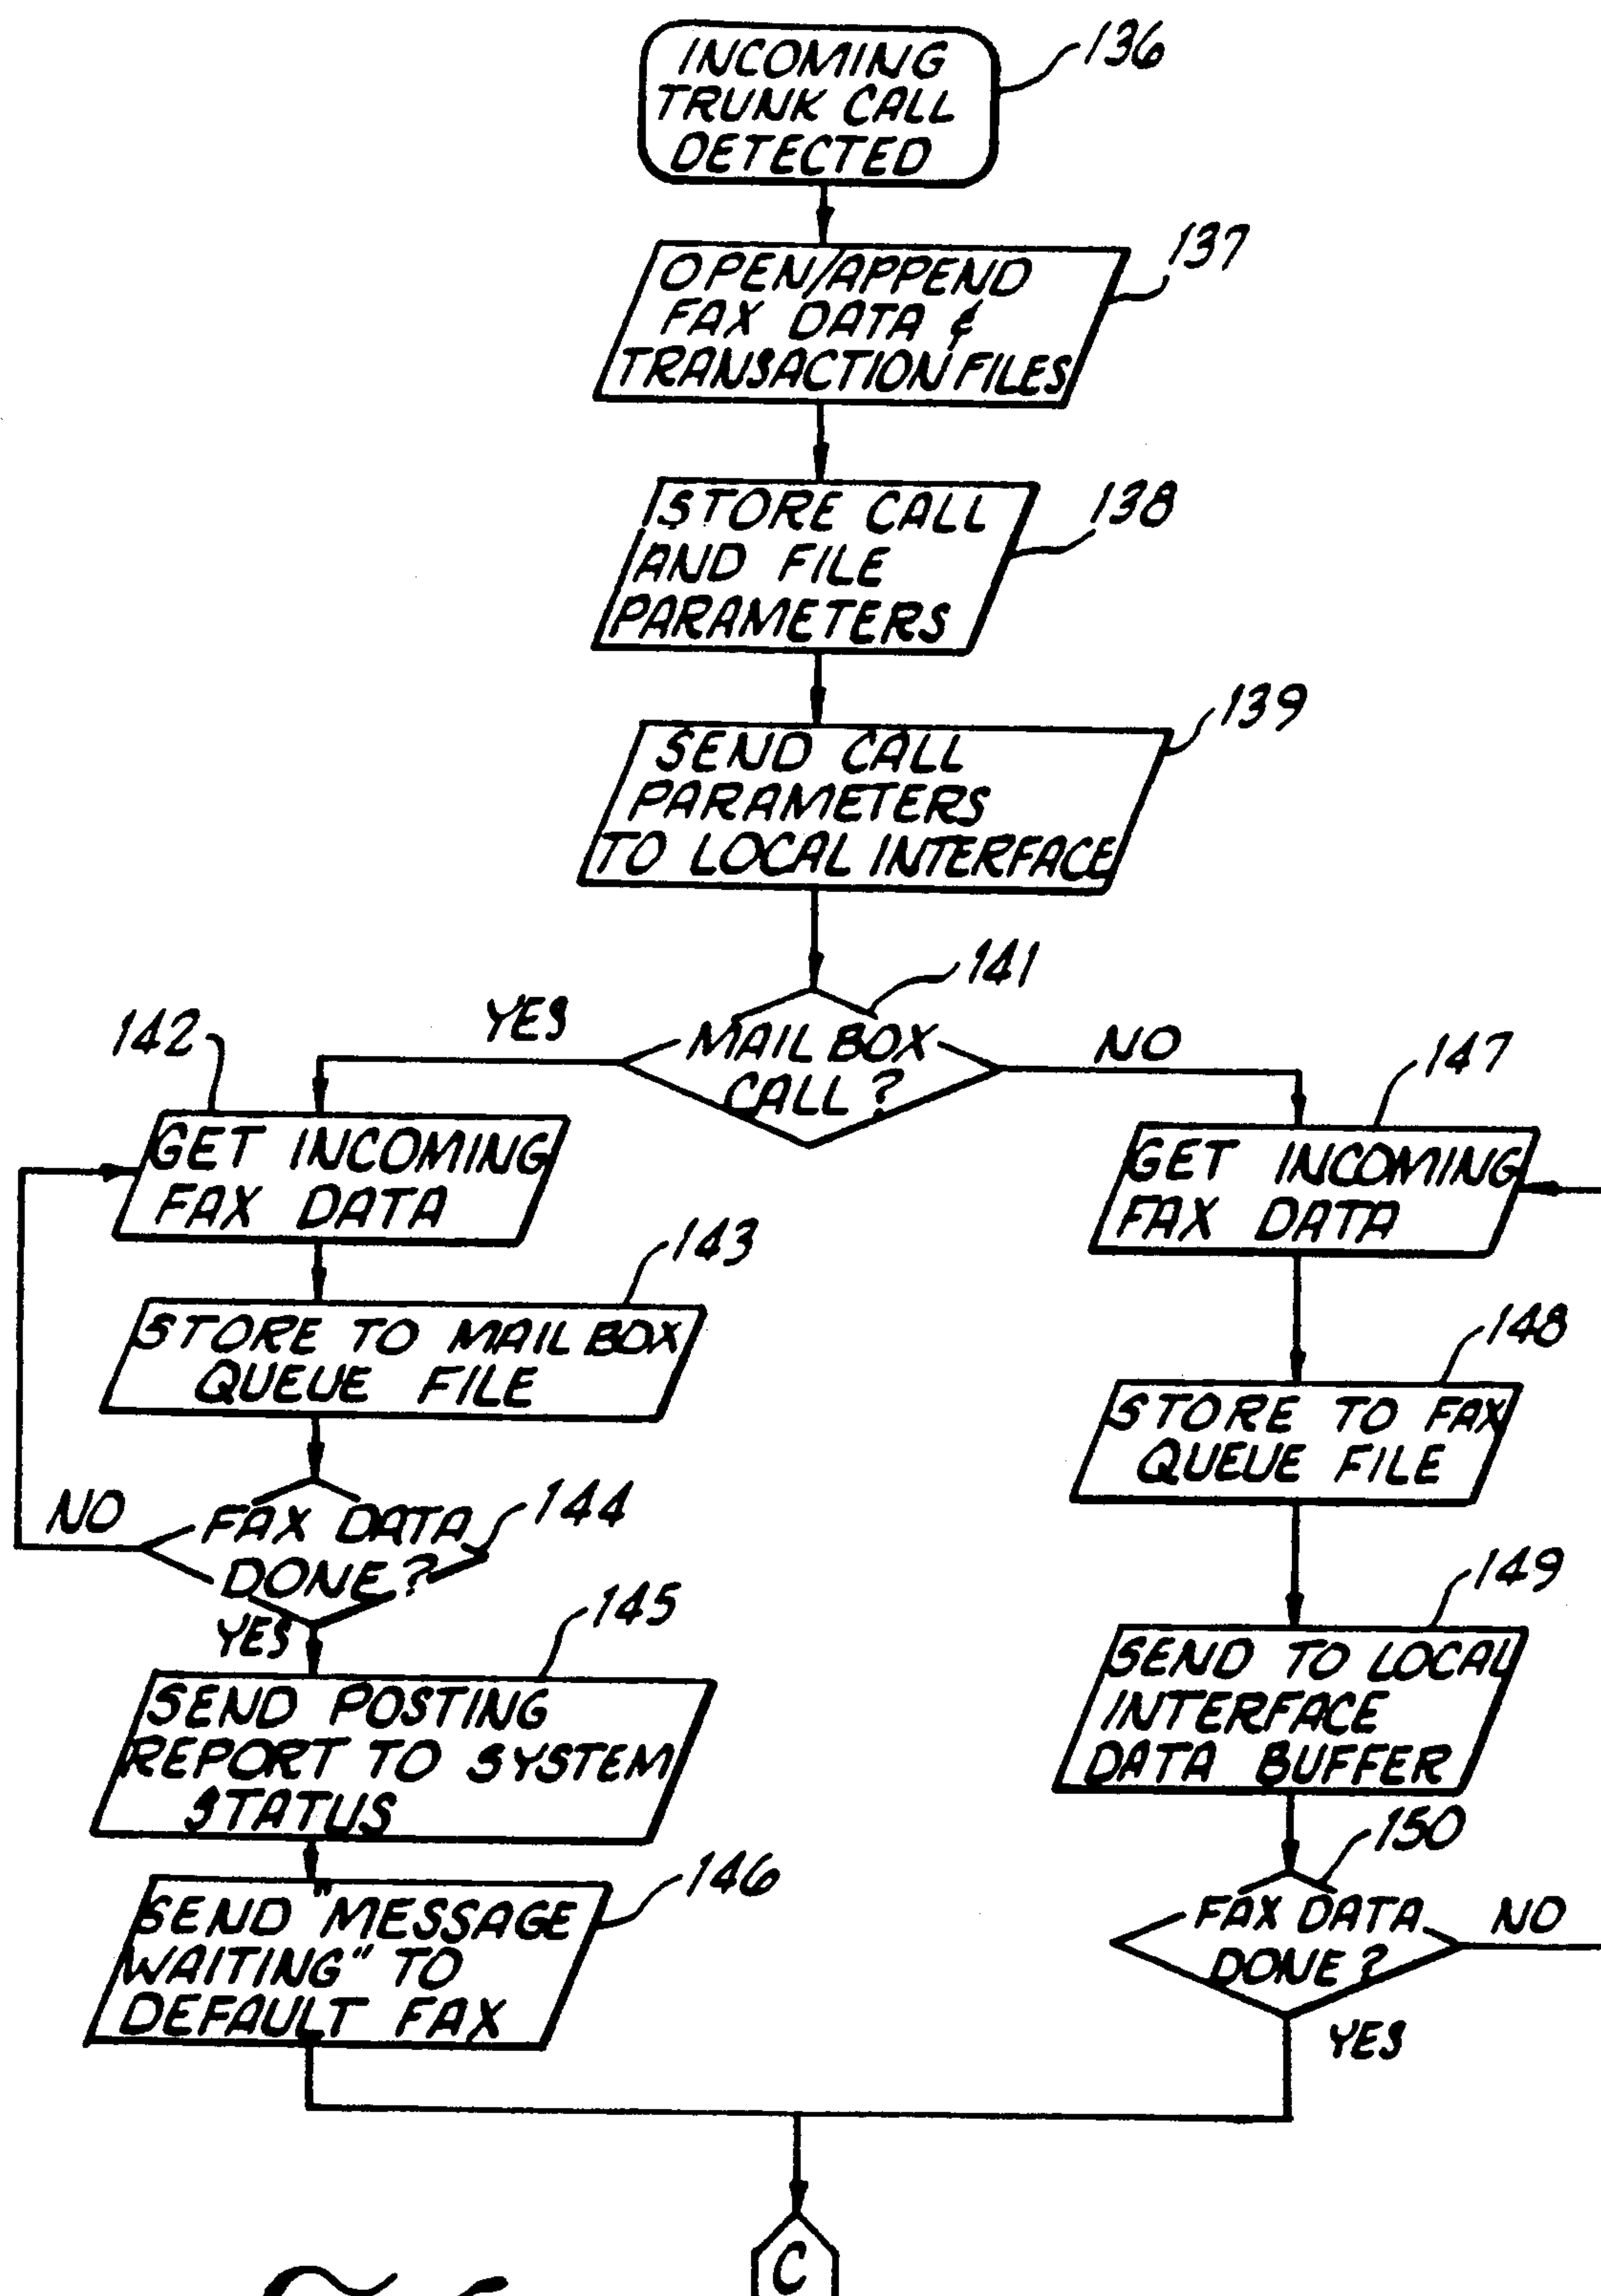 INCOMING
TRUNK CALL
DETECTED
136
OPEN/APPEND
FAX DATA &
TRANSACTION FILES
137
STORE CALL
AND FILE
PARAMETERS
138
SEND CALL
PARAMETERS
TO LOCAL INTERFACE
139
MAIL BOX
CALL?
141
YES
NO
142
GET INCOMING
FAX DATA
143
STORE TO MAIL BOX
QUEUE FILE
144
FAX DATA
DONE?
NO
YES
145
SEND POSTING
REPORT TO SYSTEM
STATUS
146
SEND "MESSAGE
WAITING" TO
DEFAULT FAX
147
GET INCOMING
FAX DATA
148
STORE TO FAX
QUEUE FILE
149
SEND TO LOCAL
INTERFACE
DATA BUFFER
150
FAX DATA
DONE?
NO
YES
C